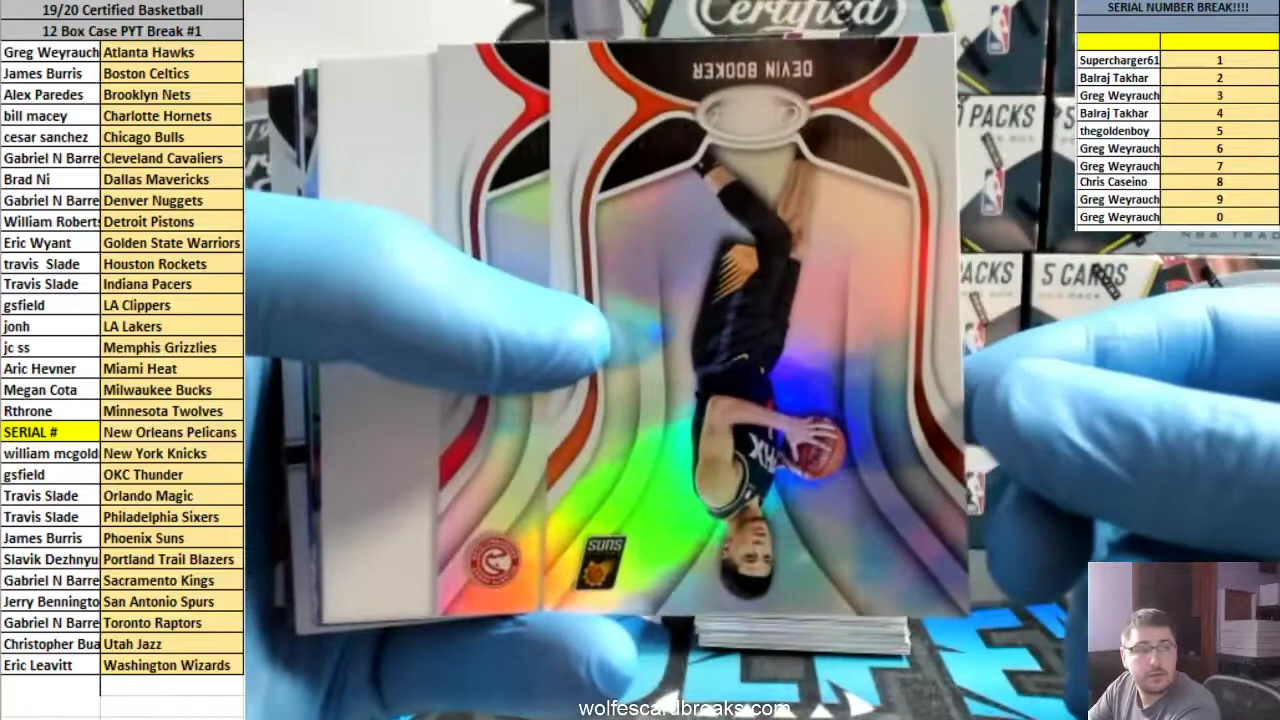 19/20 Certified Basketball
12 Box Case PYT Break #1
Greg Weyrauch Atlanta Hawks
James Burris Boston Celtics
Alex Paredes Brooklyn Nets
bill macey Charlotte Hornets
cesar sanchez Chicago Bulls
Gabriel N Barre Cleveland Cavaliers
Brad Ni Dallas Mavericks
Gabriel N Barre Denver Nuggets
William Roberts Detroit Pistons
Eric Wyant Golden State Warriors
travis Slade Houston Rockets
Travis Slade Indiana Pacers
gsfield LA Clippers
jonh LA Lakers
jc ss Memphis Grizzlies
Aric Hevner Miami Heat
Megan Cota Milwaukee Bucks
Rthrone Minnesota Twolves
SERIAL # New Orleans Pelicans
william mcgold New York Knicks
gsfield OKC Thunder
Travis Slade Orlando Magic
Travis Slade Philadelphia Sixers
James Burris Phoenix Suns
Slavik Dezhnyu Portland Trail Blazers
Gabriel N Barre Sacramento Kings
Jerry Benningto San Antonio Spurs
Gabriel N Barre Toronto Raptors
Christopher Bua Utah Jazz
Eric Leavitt Washington Wizards
Certified
DEVIN BOOKER
PACKS
5
ACKS
5 CARDS
PHX
SUNS
SERIAL NUMBER BREAK!!!!
Supercharger61 1
Balraj Takhar 2
Greg Weyrauch 3
Balraj Takhar 4
thegoldenboy 5
Greg Weyrauch 6
Greg Weyrauch 7
Chris Caseino 8
Greg Weyrauch 9
Greg Weyrauch 0
wolfescardbreaks.com